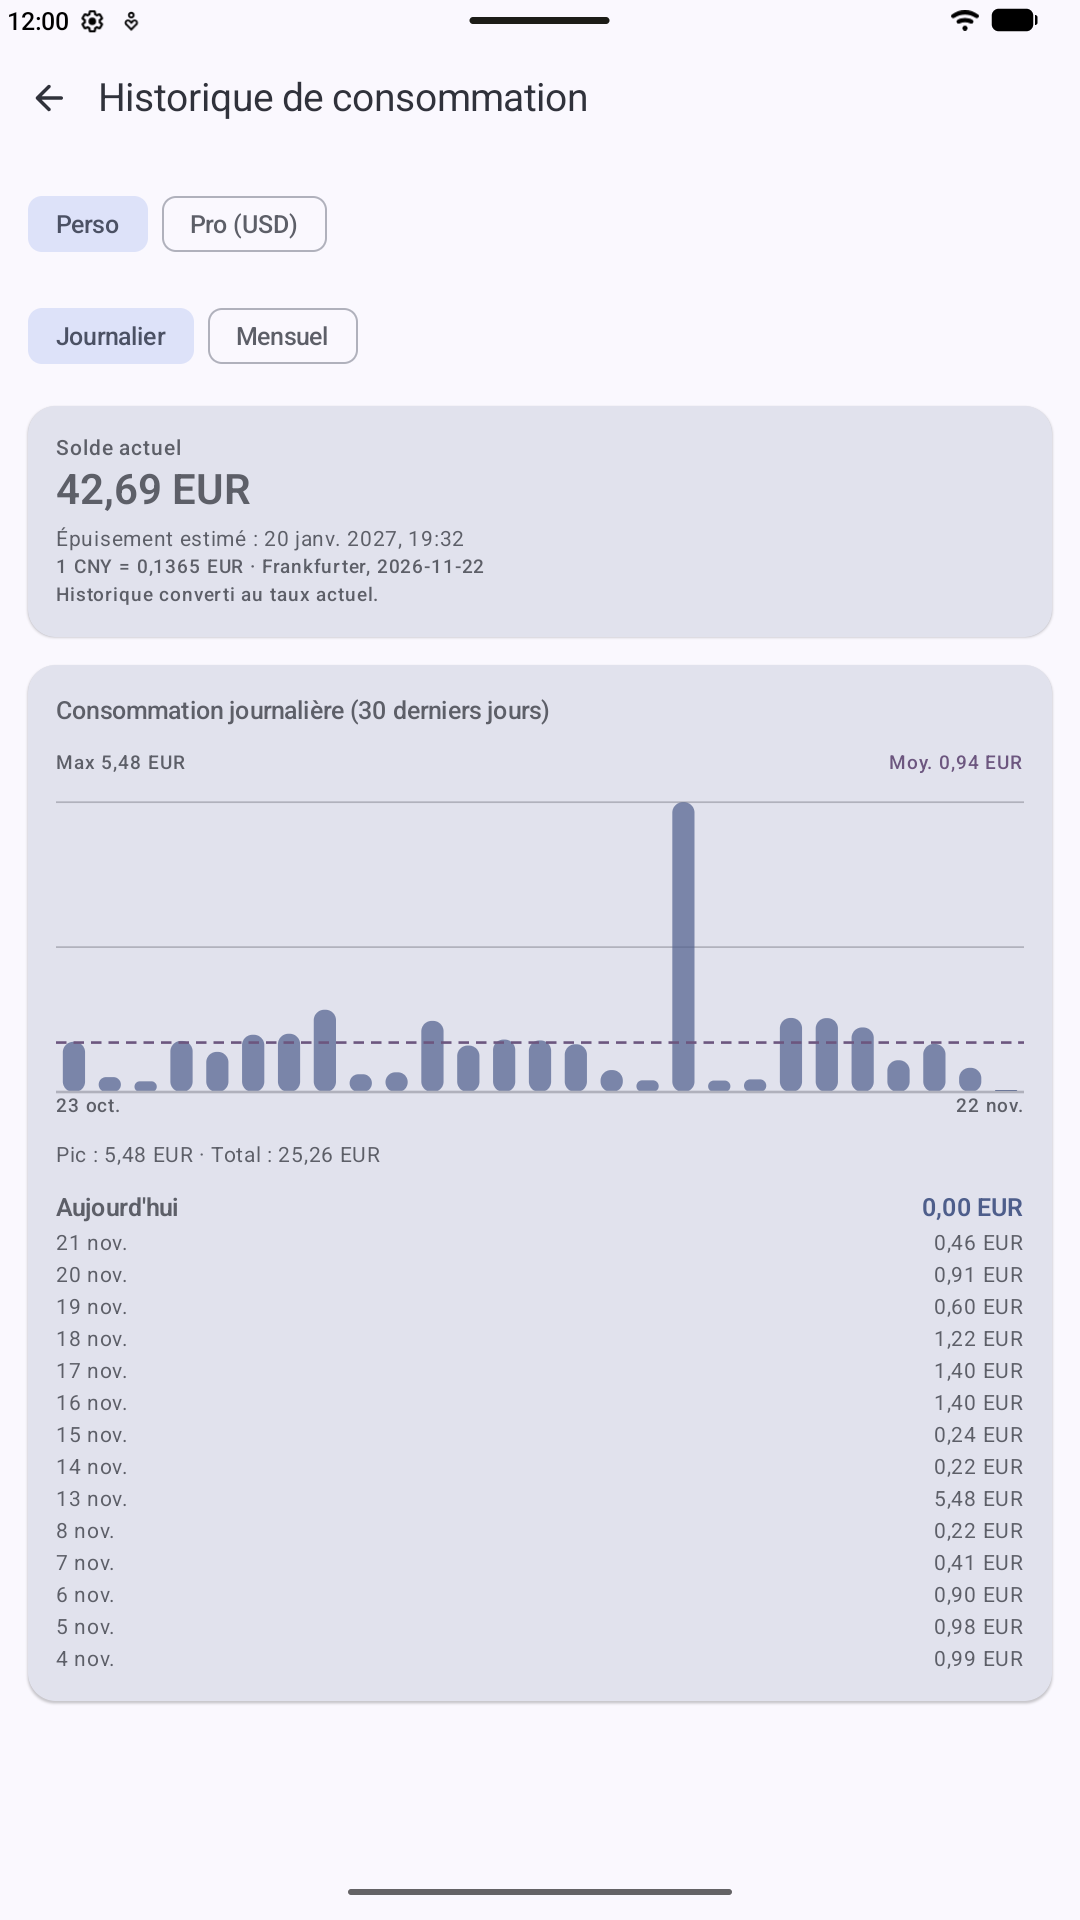 12:00
Historique de consommation
Perso
Pro (USD)
Journalier
Mensuel
Solde actuel
42,69 EUR
Épuisement estimé : 20 janv. 2027, 19:32
1 CNY = 0,1365 EUR · Frankfurter, 2026-11-22
Historique converti au taux actuel.
Consommation journalière (30 derniers jours)
Max 5,48 EUR
Moy. 0,94 EUR
23 oct.
22 nov.
Pic : 5,48 EUR · Total : 25,26 EUR
Aujourd'hui 0,00 EUR
21 nov. 0,46 EUR
20 nov. 0,91 EUR
19 nov. 0,60 EUR
18 nov. 1,22 EUR
17 nov. 1,40 EUR
16 nov. 1,40 EUR
15 nov. 0,24 EUR
14 nov. 0,22 EUR
13 nov. 5,48 EUR
8 nov. 0,22 EUR
7 nov. 0,41 EUR
6 nov. 0,90 EUR
5 nov. 0,98 EUR
4 nov. 0,99 EUR